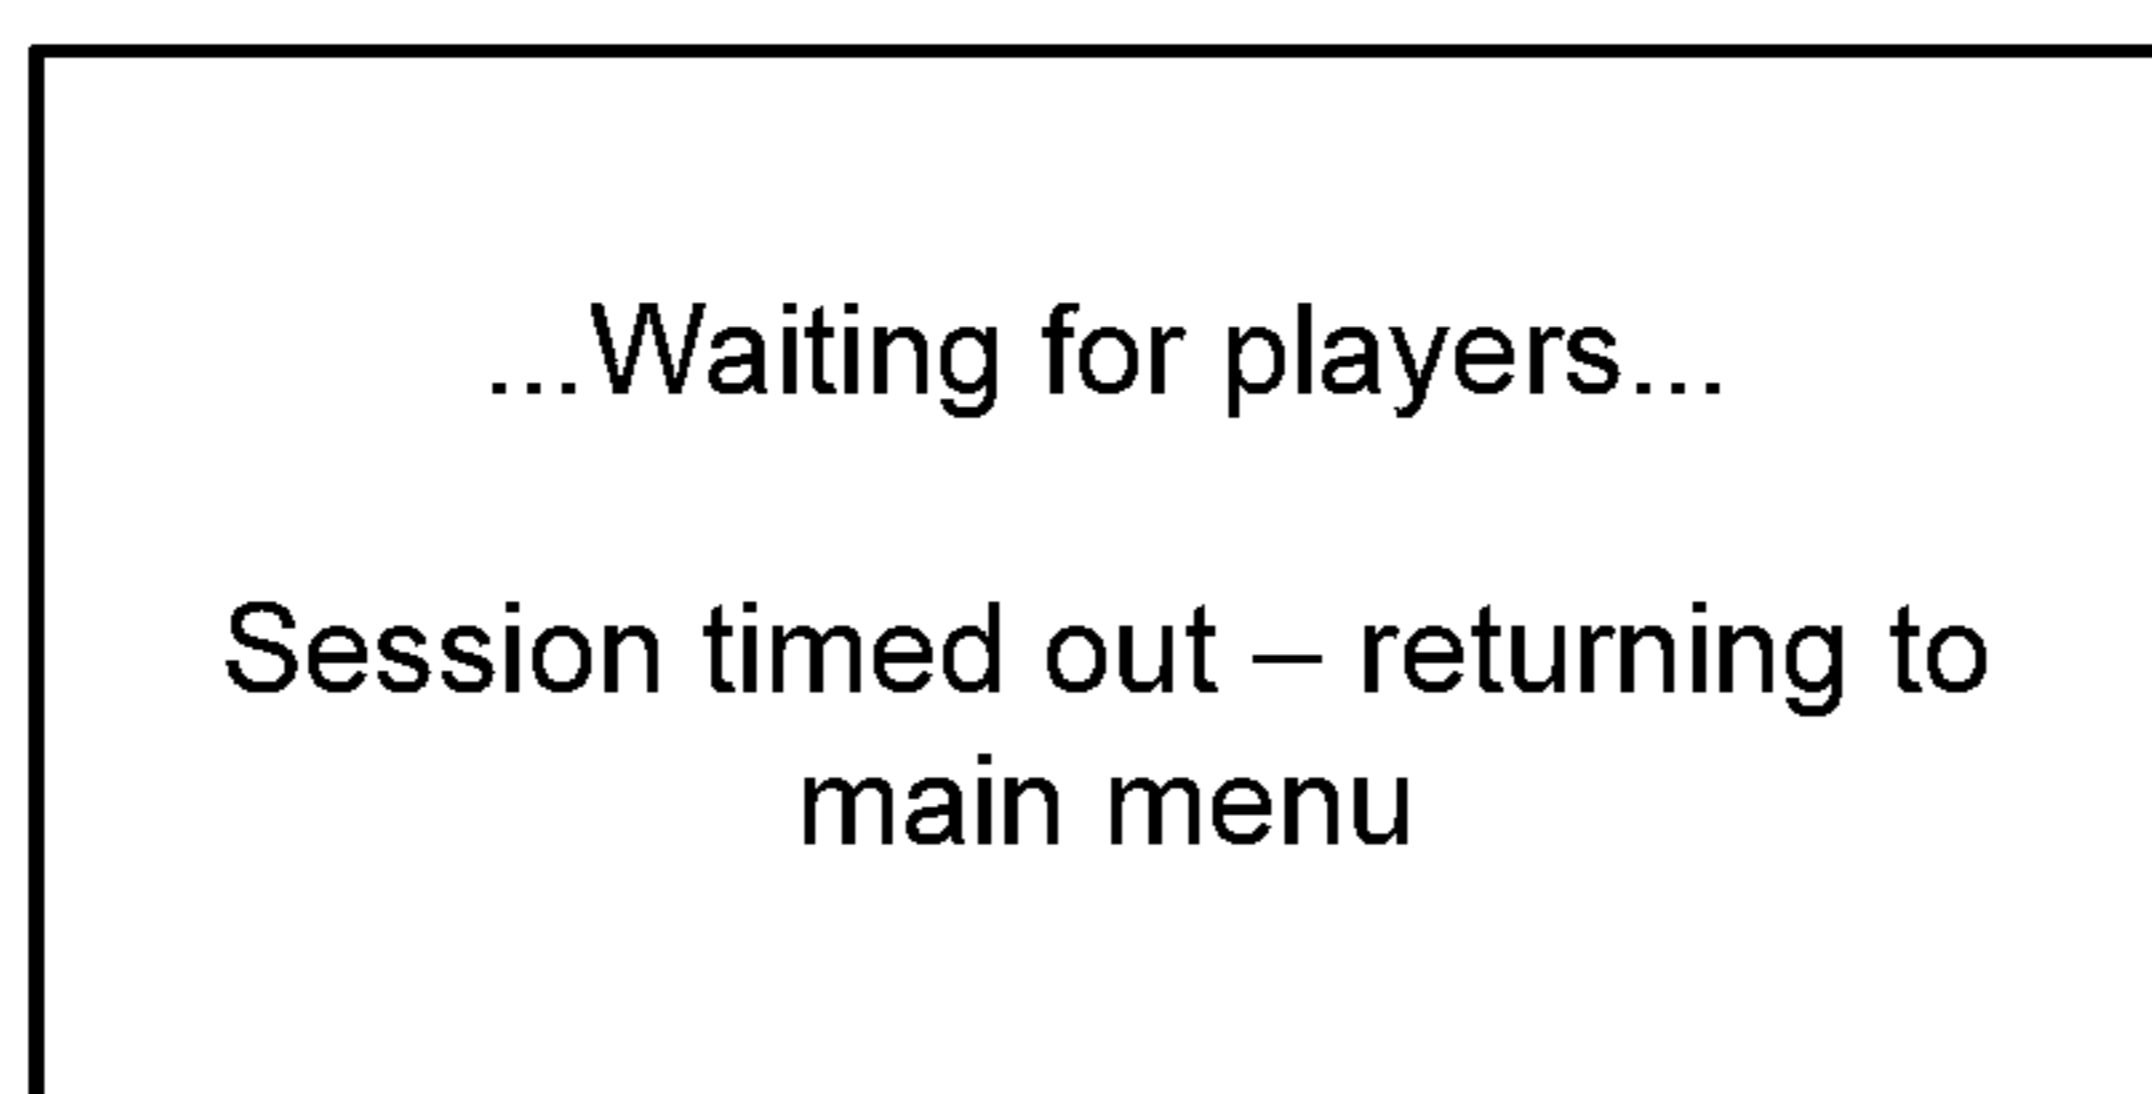 ...Waiting for players...
Session timed out – returning to
main menu